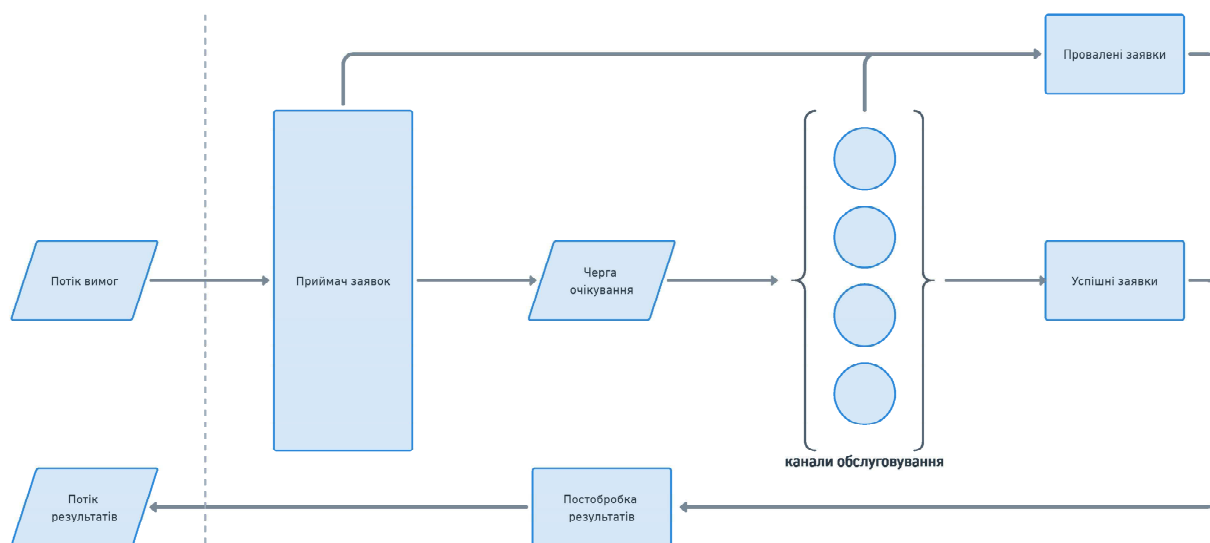 Провалені заявки
Потік вимог
Приймач заявок
Черга
очікування
Успішні заявки
канали обслуговування
Потік
результатів
Постобробка
результатів